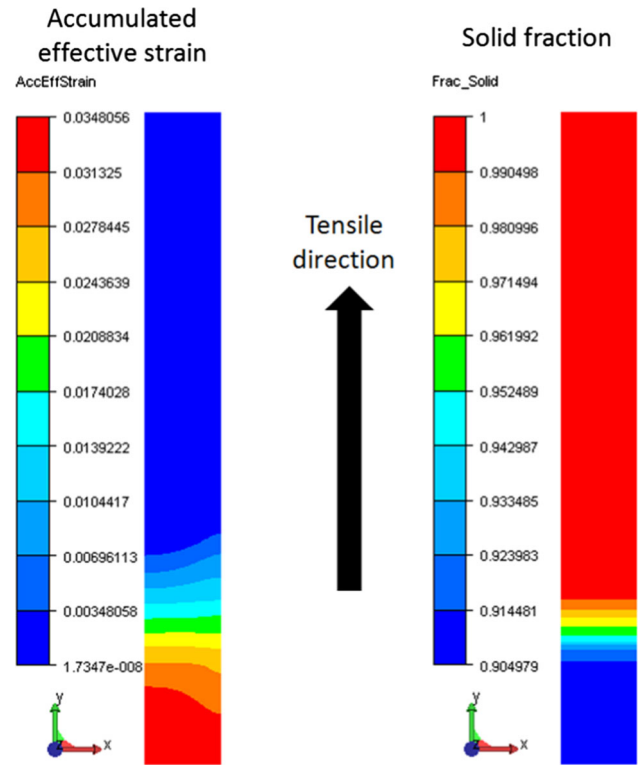 Accumulated
effective strain
AccEffStrain
0.0348056
0.031325
0.0278445
0.0243639
0.0208834
0.0174028
0.0139222
0.0104417
0.00696113
0.00348058
1.7347e-008
y
z
x
Tensile
direction
Solid fraction
Frac_Solid
1
0.990498
0.980996
0.971494
0.961992
0.952489
0.942987
0.933485
0.923983
0.914481
0.904979
y
z
x